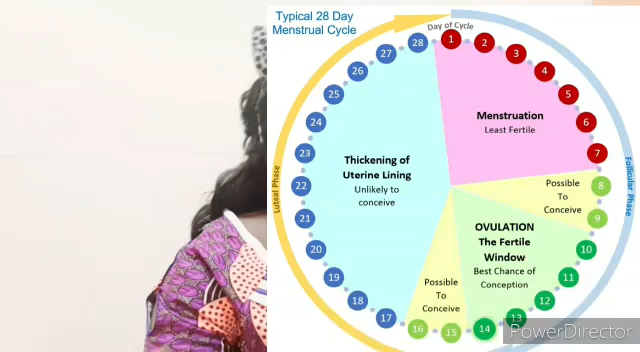 Typical 28 Day
Menstrual Cycle
Day of Cycle
1
2
3
4
5
6
7
8
9
10
11
12
13
14
15
16
17
18
19
20
21
22
23
24
25
26
27
28
Menstruation
Least Fertile
Possible
To
Conceive
OVULATION
The Fertile
Window
Best Chance of
Conception
Possible
To
Conceive
Thickening of
Uterine Lining
Unlikely to
conceive
Luteal Phase
Follicular Phase
PowerDirector